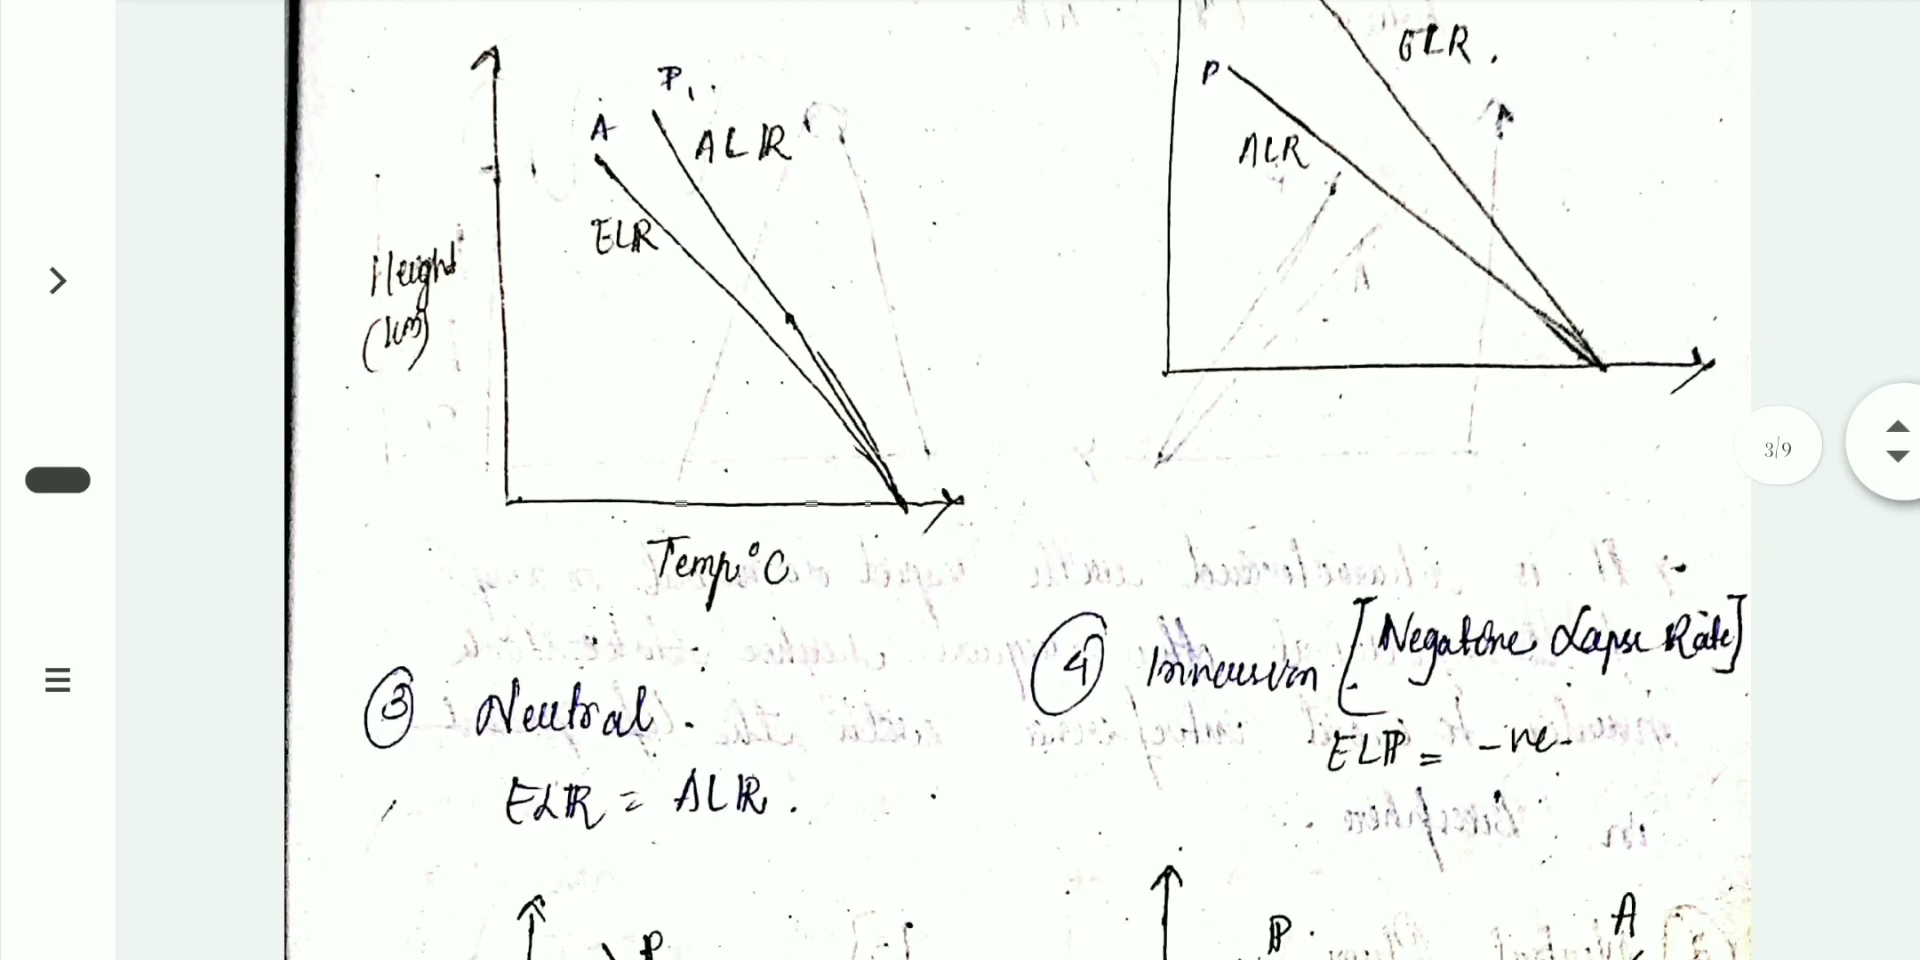 P1.
A
ALR
ELR
Height
(km)
Temp°C
ELR.
P
ALR
3/9
③ Neutral.
ELR = ALR.
④ Inversion [Negative Lapse Rate]
ELR = -ve
P
P.
A